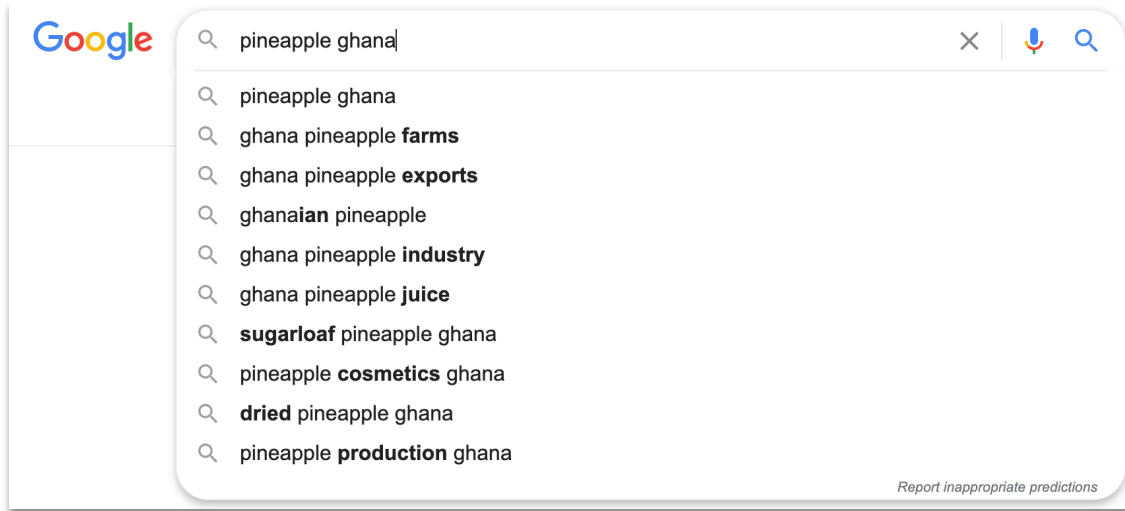 Google
pineapple ghana
pineapple ghana
ghana pineapple farms
ghana pineapple exports
ghanaian pineapple
ghana pineapple industry
ghana pineapple juice
sugarloaf pineapple ghana
pineapple cosmetics ghana
dried pineapple ghana
pineapple production ghana
Report inappropriate predictions